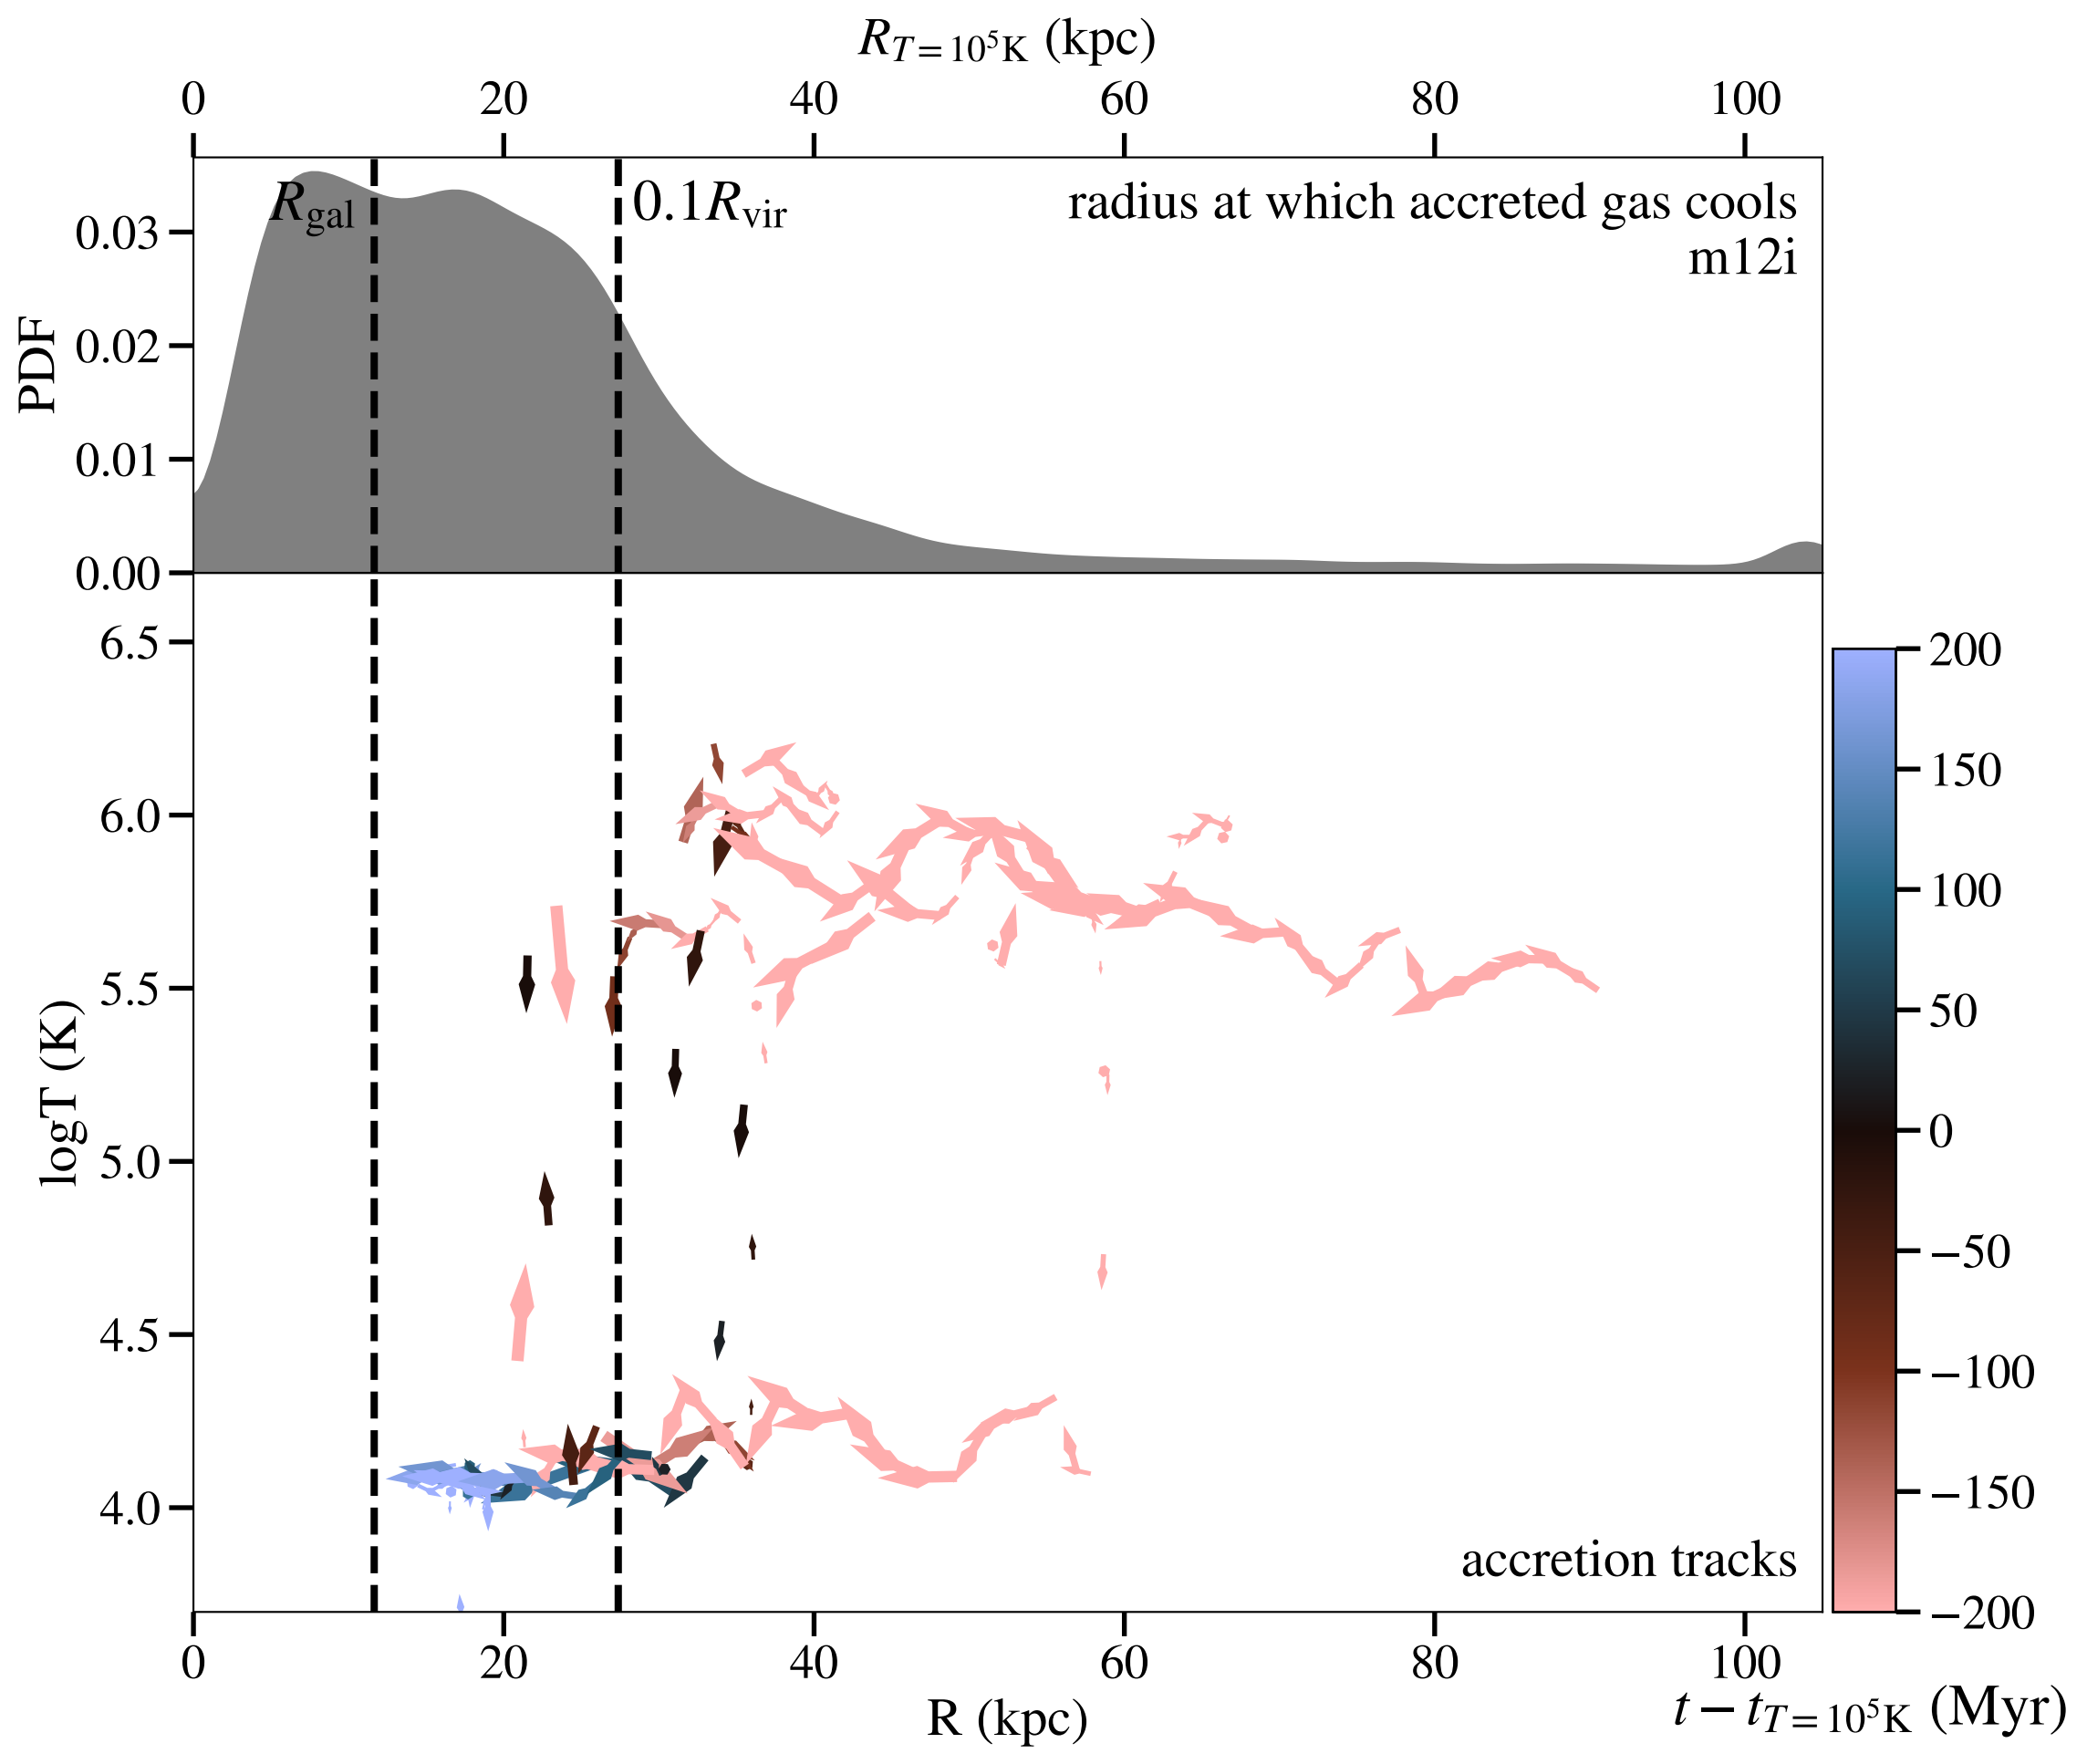 R_{T=10^5K} (kpc)
0 20 40 60 80 100
R_gal
0.1R_vir
radius at which accreted gas cools
m12i
PDF
0.03
0.02
0.01
0.00
logT (K)
6.5
6.0
5.5
5.0
4.5
4.0
accretion tracks
0 20 40 60 80 100
R (kpc)
200
150
100
50
0
−50
−100
−150
−200
t − t_{T=10^5K} (Myr)